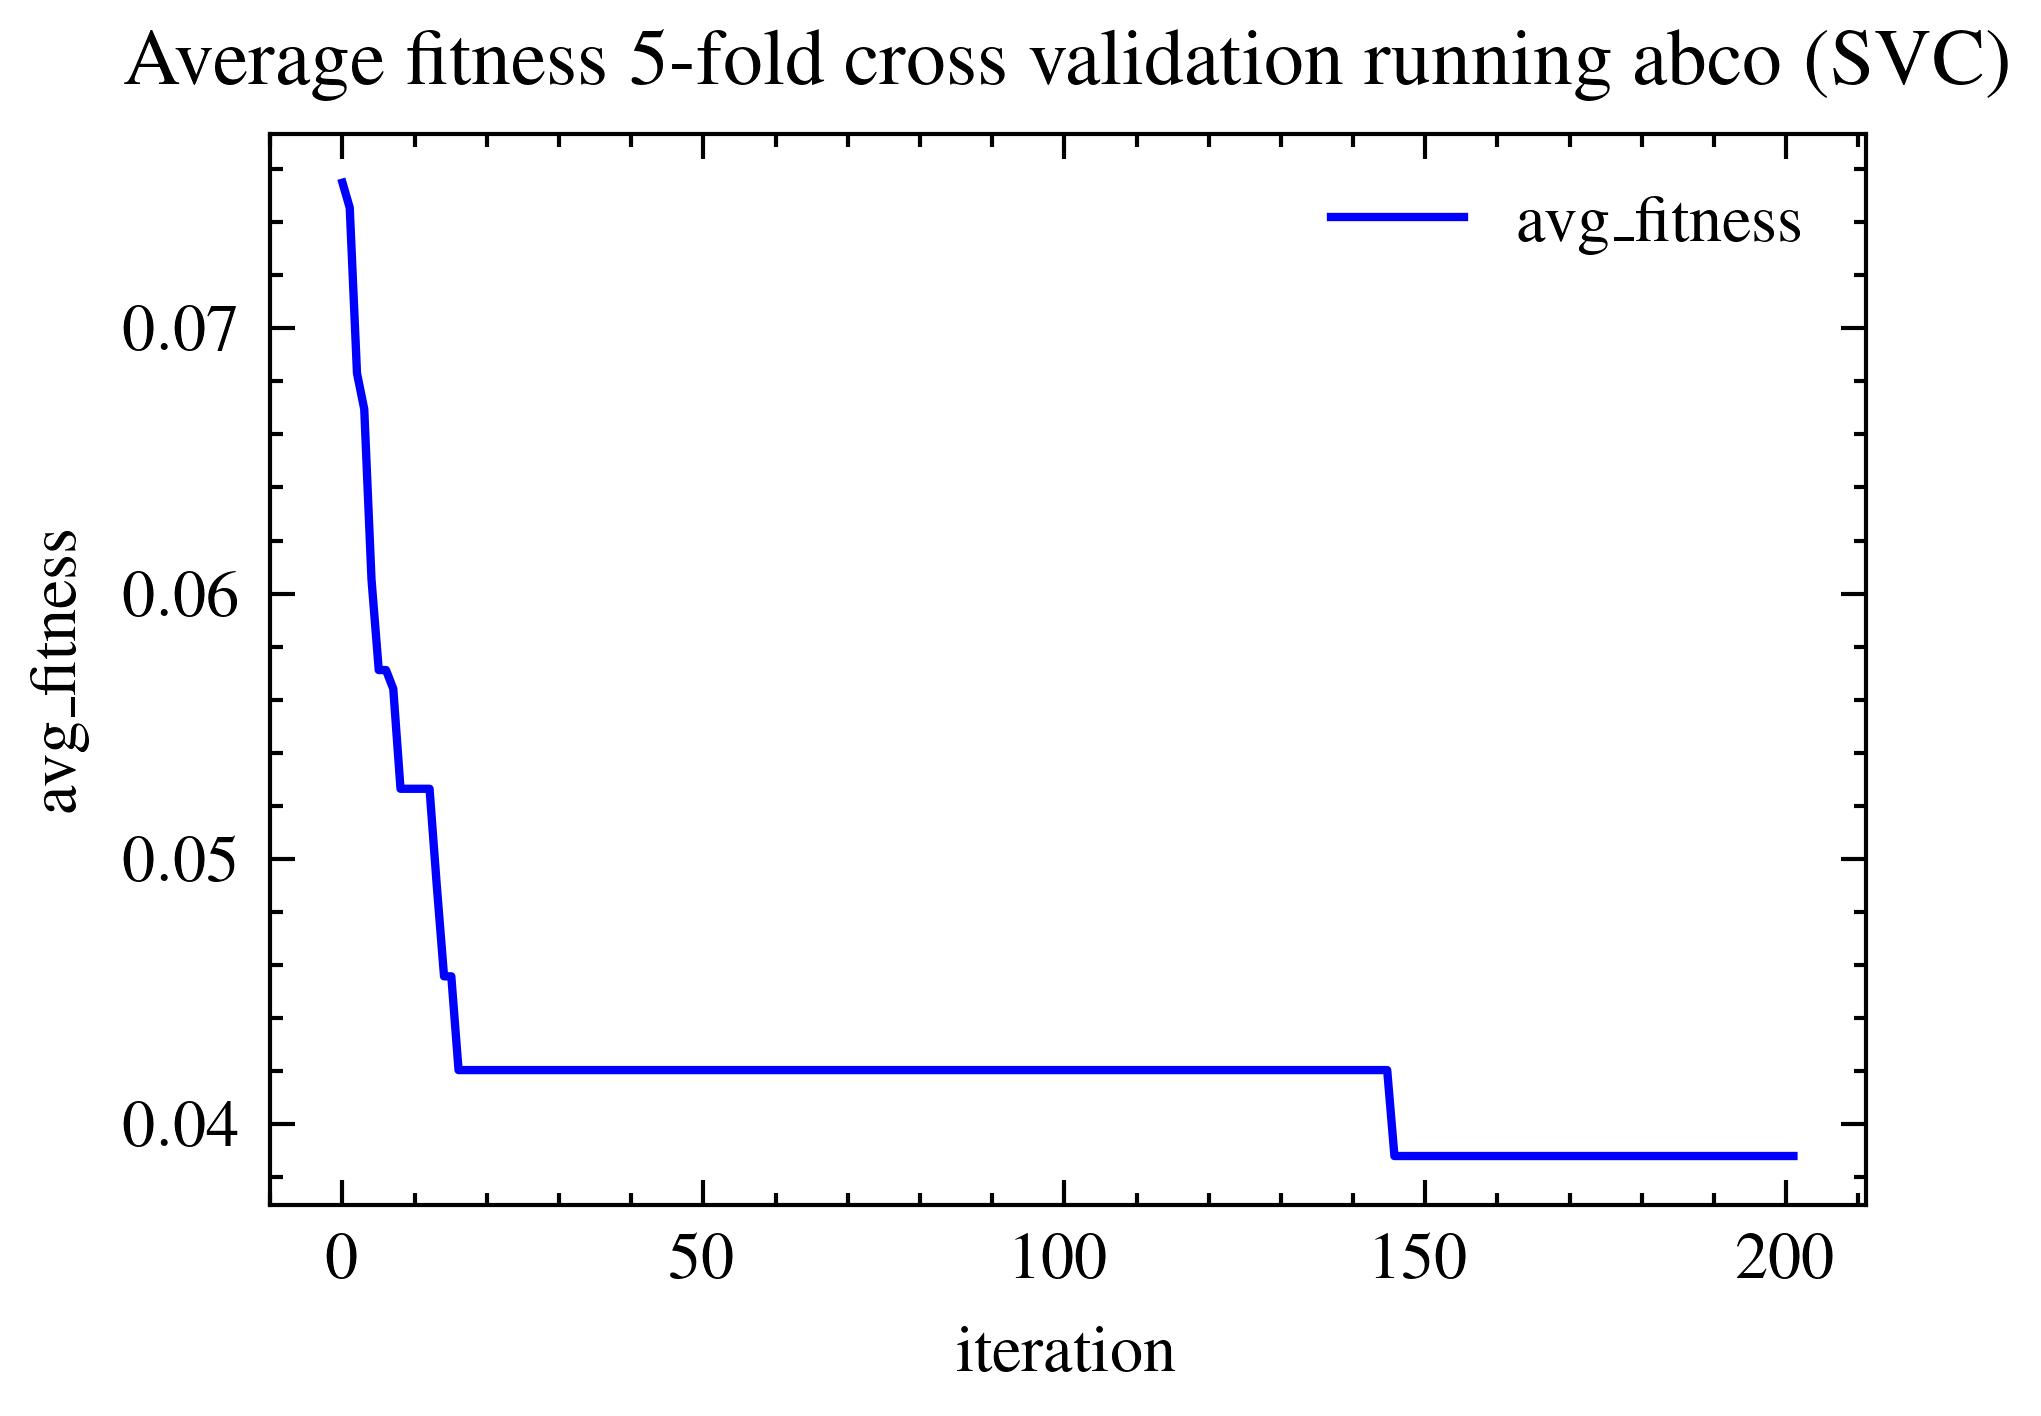 Average fitness 5-fold cross validation running abco (SVC)
avg_fitness
0.07
0.06
0.05
0.04
avg_fitness
0 50 100 150 200
iteration